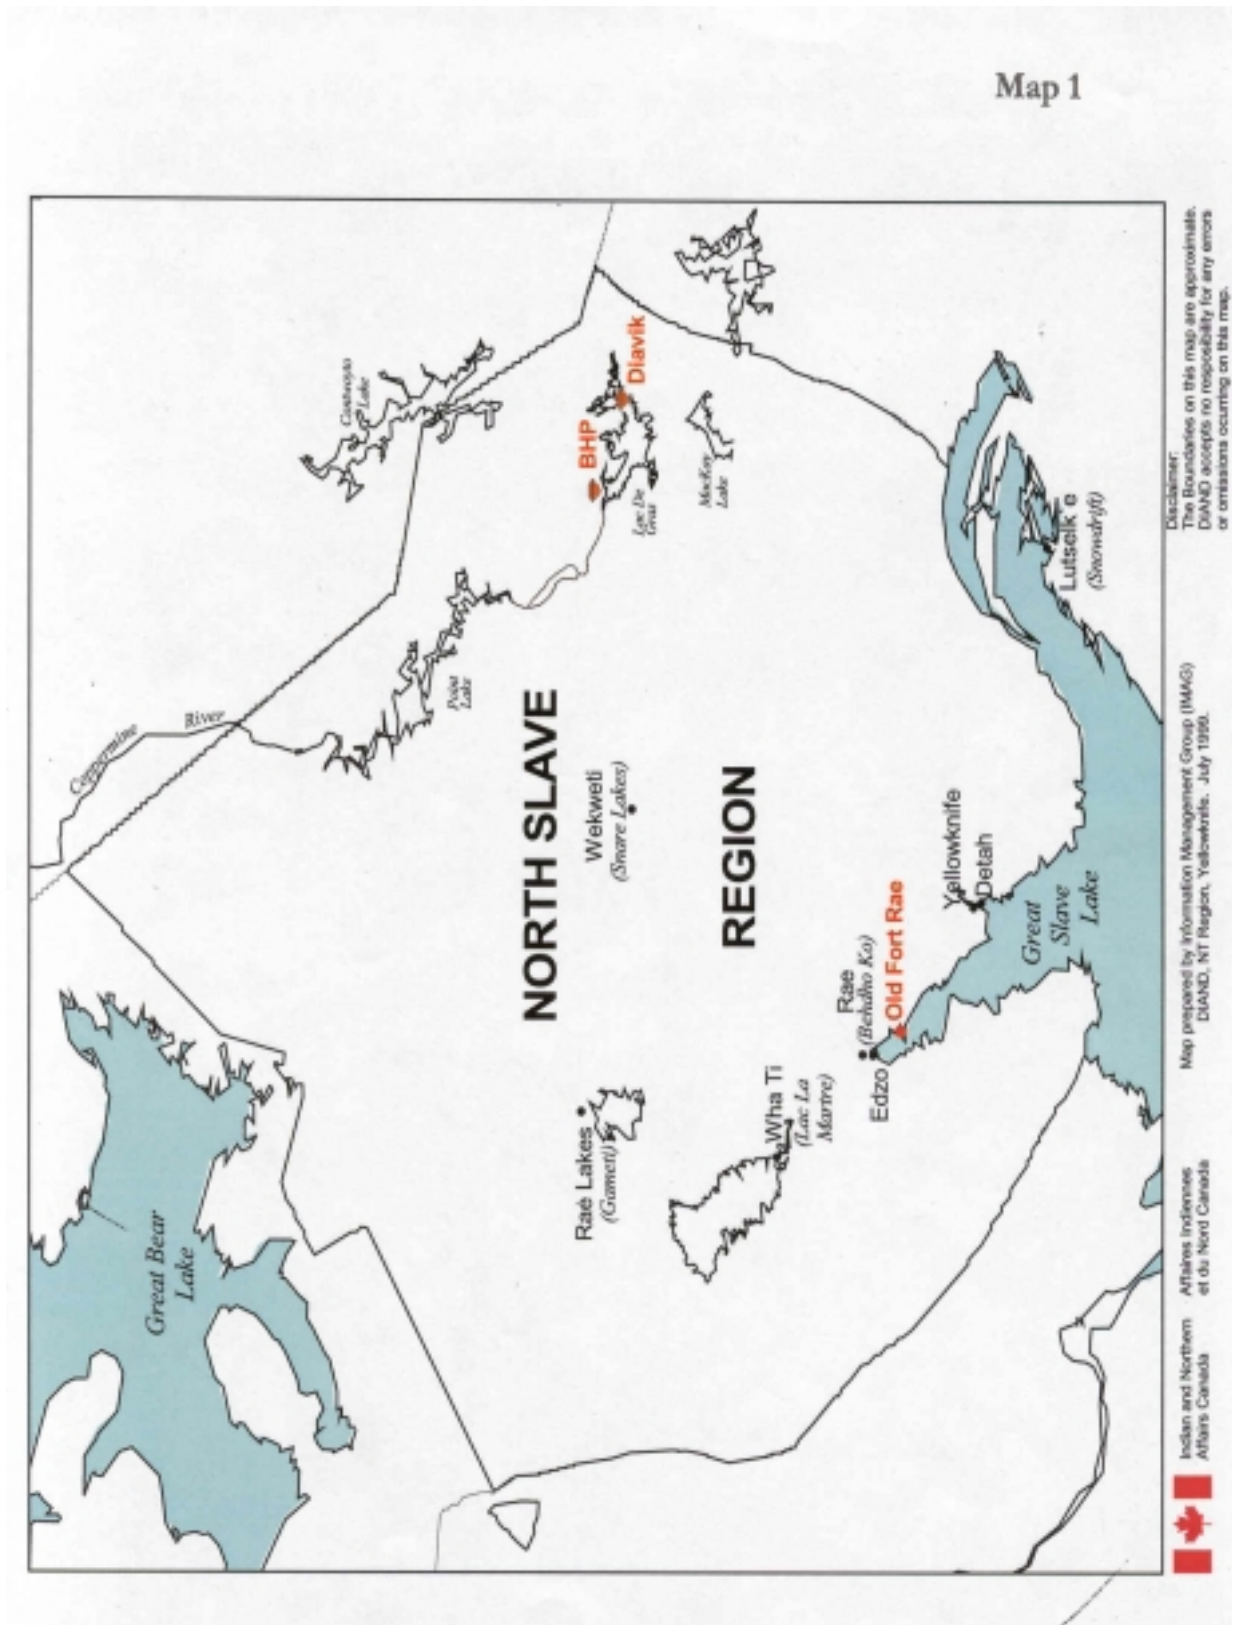 Map 1
Coppermine
River
Contwoyto
Lake
Point
Lake
BHP
Diavik
Lac De
Gras
MacKay
Lake
Great Bear
Lake
NORTH SLAVE
REGION
Wekweti
(Snare Lakes)
Rae Lakes
(Gameti)
Wha Ti
(Lac La
Martre)
Rae
(Behdho Ko)
Edzo
Old Fort Rae
Yellowknife
Detah
Great
Slave
Lake
Lutselk e
(Snowdrift)
Indian and Northern
Affairs Canada
Affaires Indiennes
et du Nord Canada
Map prepared by Information Management Group (IMAG)
DIAND, NT Region, Yellowknife. July 1999.
Disclaimer:
The Boundaries on this map are approximate.
DIAND accepts no resposibility for any errors
or omissions ocurring on this map.